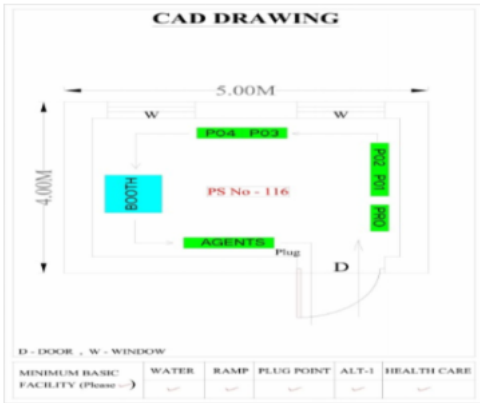 CAD DRAWING
5.00M
W W
4.00M
PO4 PO3
PO2 PO1
BOOTH
PS No - 116
PRO
AGENTS
Plug
D
D - DOOR , W - WINDOW
MINIMUM BASIC FACILITY (Please ✓) WATER RAMP PLUG POINT ALT-1 HEALTH CARE
✓ ✓ ✓ ✓ ✓